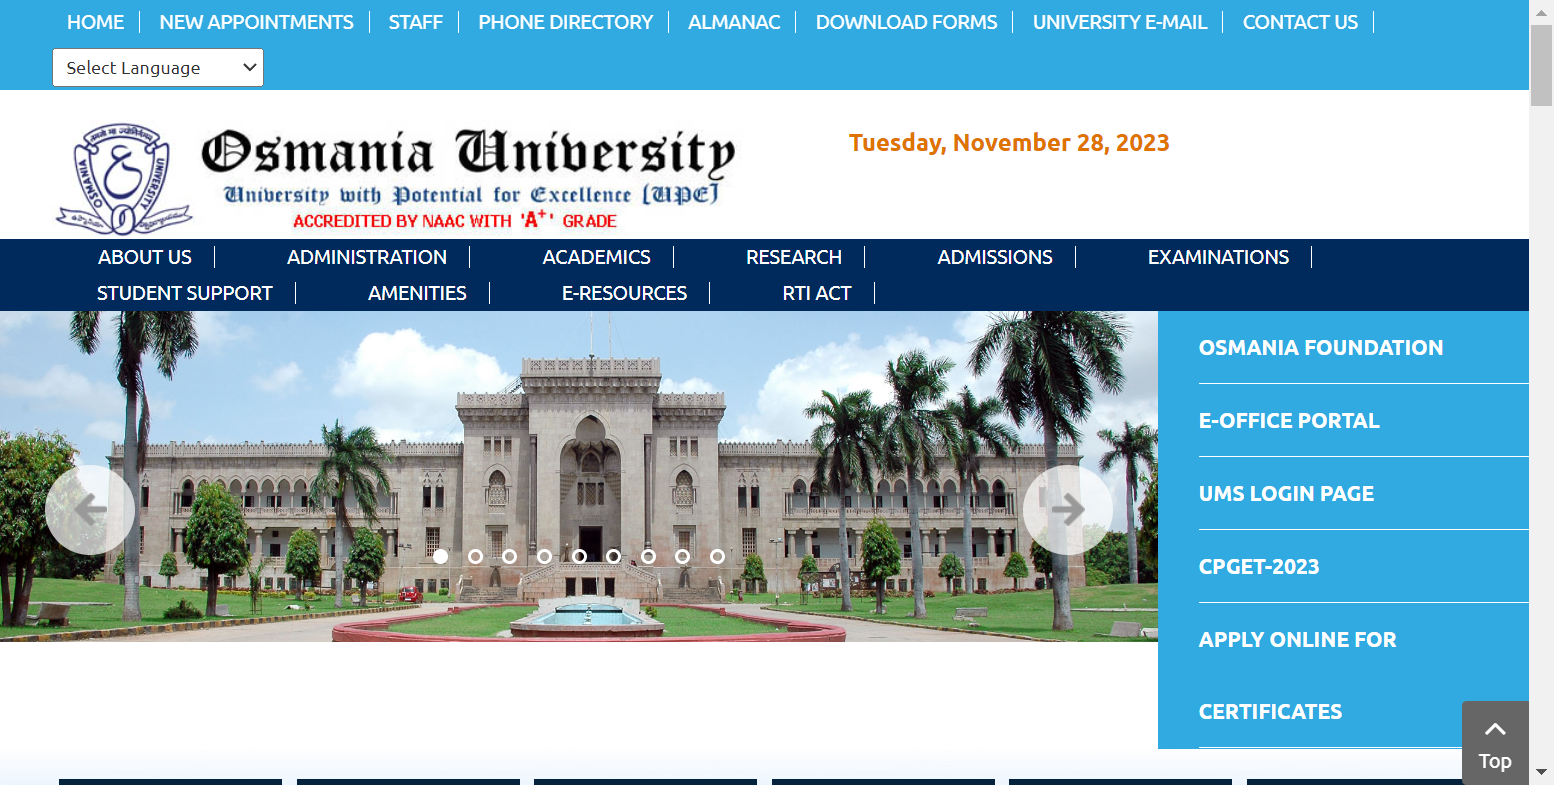 HOME NEW APPOINTMENTS STAFF PHONE DIRECTORY ALMANAC DOWNLOAD FORMS UNIVERSITY E-MAIL CONTACT US
Select Language
Osmania University
University with Potential for Excellence [UPE]
ACCREDITED BY NAAC WITH 'A+' GRADE
OSMANIA
UNIVERSITY
Tuesday, November 28, 2023
ABOUT US ADMINISTRATION ACADEMICS RESEARCH ADMISSIONS EXAMINATIONS
STUDENT SUPPORT AMENITIES E-RESOURCES RTI ACT
OSMANIA FOUNDATION
E-OFFICE PORTAL
UMS LOGIN PAGE
CPGET-2023
APPLY ONLINE FOR
CERTIFICATES
Top